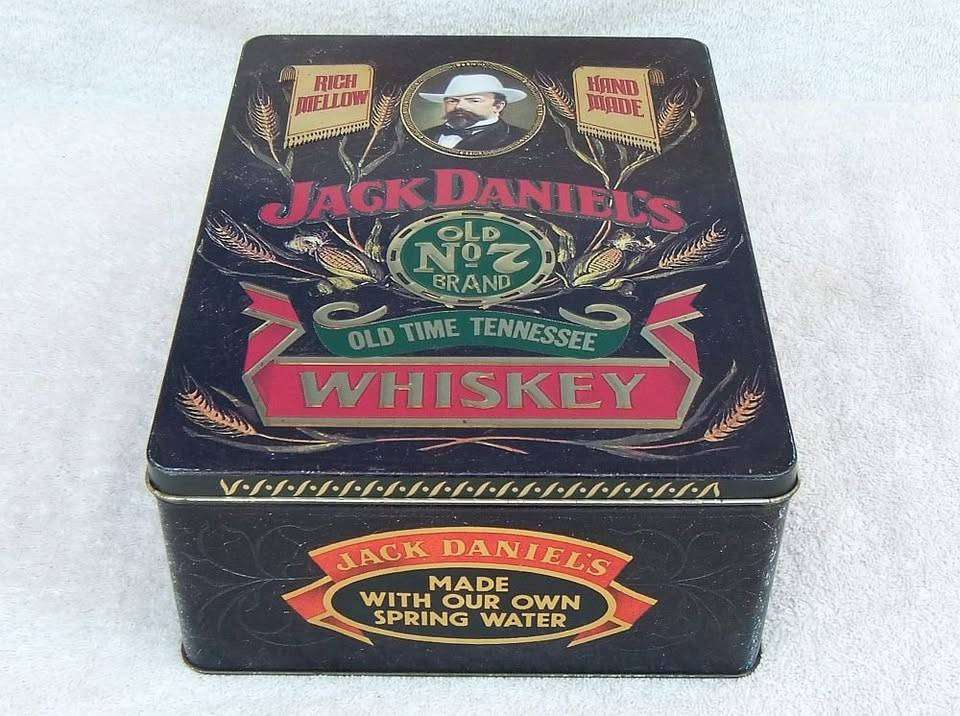 RICH
MELLOW
HAND
MADE
JACK DANIEL'S
OLD
No 7
BRAND
OLD TIME TENNESSEE
WHISKEY
JACK DANIEL'S
MADE
WITH OUR OWN
SPRING WATER